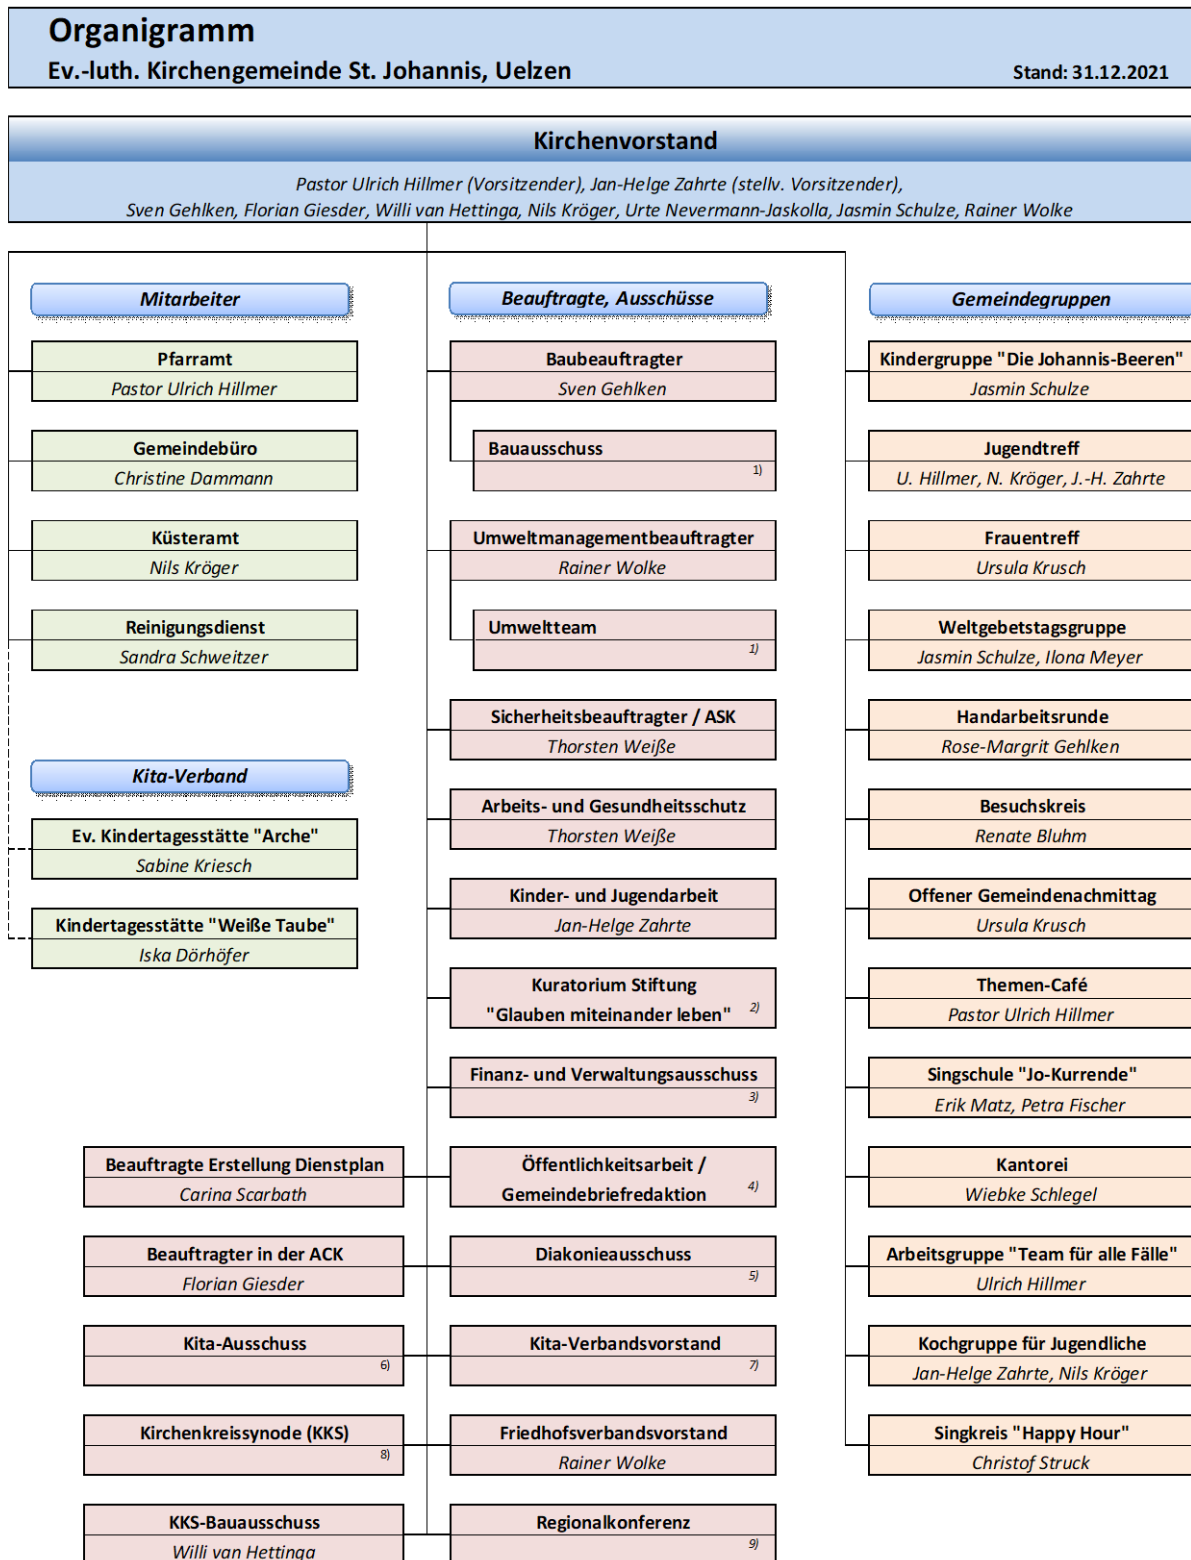 Organigramm
Ev.-luth. Kirchengemeinde St. Johannis, Uelzen
Stand: 31.12.2021
Kirchenvorstand
Pastor Ulrich Hillmer (Vorsitzender), Jan-Helge Zahrte (stellv. Vorsitzender),
Sven Gehlken, Florian Giesder, Willi van Hettinga, Nils Kröger, Urte Nevermann-Jaskolla, Jasmin Schulze, Rainer Wolke
Mitarbeiter
Pfarramt
Pastor Ulrich Hillmer
Gemeindebüro
Christine Dammann
Küsteramt
Nils Kröger
Reinigungsdienst
Sandra Schweitzer
Kita-Verband
Ev. Kindertagesstätte "Arche"
Sabine Kriesch
Kindertagesstätte "Weiße Taube"
Iska Dörhöfer
Beauftragte, Ausschüsse
Baubeauftragter
Sven Gehlken
Bauausschuss
1)
Umweltmanagementbeauftragter
Rainer Wolke
Umweltteam
1)
Sicherheitsbeauftragter / ASK
Thorsten Weiße
Arbeits- und Gesundheitsschutz
Thorsten Weiße
Kinder- und Jugendarbeit
Jan-Helge Zahrte
Kuratorium Stiftung
"Glauben miteinander leben" 2)
Finanz- und Verwaltungsausschuss
3)
Beauftragte Erstellung Dienstplan
Carina Scarbath
Öffentlichkeitsarbeit /
Gemeindebriefredaktion 4)
Beauftragter in der ACK
Florian Giesder
Diakonieausschuss
5)
Kita-Ausschuss
6)
Kita-Verbandsvorstand
7)
Kirchenkreissynode (KKS)
8)
Friedhofsverbandsvorstand
Rainer Wolke
KKS-Bauausschuss
Willi van Hettinga
Regionalkonferenz
9)
Gemeindegruppen
Kindergruppe "Die Johannis-Beeren"
Jasmin Schulze
Jugendtreff
U. Hillmer, N. Kröger, J.-H. Zahrte
Frauentreff
Ursula Krusch
Weltgebetstagsgruppe
Jasmin Schulze, Ilona Meyer
Handarbeitsrunde
Rose-Margrit Gehlken
Besuchskreis
Renate Bluhm
Offener Gemeindenachmittag
Ursula Krusch
Themen-Café
Pastor Ulrich Hillmer
Singschule "Jo-Kurrende"
Erik Matz, Petra Fischer
Kantorei
Wiebke Schlegel
Arbeitsgruppe "Team für alle Fälle"
Ulrich Hillmer
Kochgruppe für Jugendliche
Jan-Helge Zahrte, Nils Kröger
Singkreis "Happy Hour"
Christof Struck